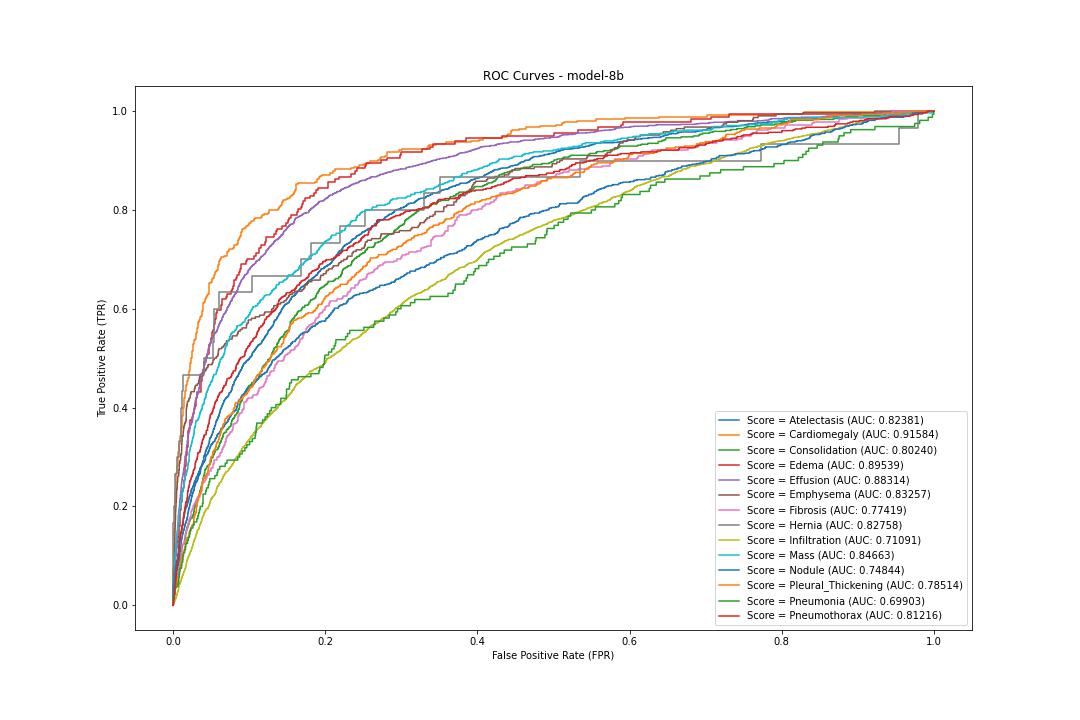 ROC Curves - model-8b
True Positive Rate (TPR)
1.0
0.8
0.6
0.4
0.2
0.0
Score = Atelectasis (AUC: 0.82381)
Score = Cardiomegaly (AUC: 0.91584)
Score = Consolidation (AUC: 0.80240)
Score = Edema (AUC: 0.89539)
Score = Effusion (AUC: 0.88314)
Score = Emphysema (AUC: 0.83257)
Score = Fibrosis (AUC: 0.77419)
Score = Hernia (AUC: 0.82758)
Score = Infiltration (AUC: 0.71091)
Score = Mass (AUC: 0.84663)
Score = Nodule (AUC: 0.74844)
Score = Pleural_Thickening (AUC: 0.78514)
Score = Pneumonia (AUC: 0.69903)
Score = Pneumothorax (AUC: 0.81216)
0.0 0.2 0.4 0.6 0.8 1.0
False Positive Rate (FPR)